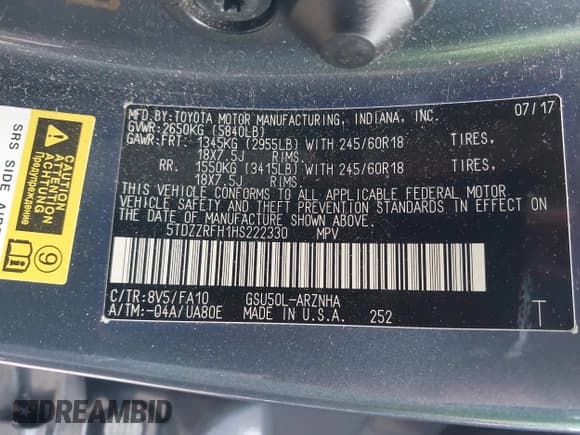 MFD.BY:TOYOTA MOTOR MANUFACTURING, INDIANA, INC. 07/17
GVWR:2650KG (5840LB)
GAWR:FRT: 1345KG (2955LB) WITH 245/60R18 TIRES,
18X7.5J RIMS,
RR. 1550KG (3415LB) WITH 245/60R18 TIRES,
18X7.5J RIMS,
THIS VEHICLE CONFORMS TO ALL APPLICABLE FEDERAL MOTOR
VEHICLE SAFETY AND THEFT PREVENTION STANDARDS IN EFFECT ON
THE DATE OF MANUFACTURE SHOWN ABOVE.
5TDZZRFH1HS222330 MPV
C/TR:8V5/FA10 GSU50L-ARZNHA
A/TM:-04A/UA80E MADE IN U.S.A. 252 T
SRS SIDE AIR
CAUTION
ATTENTION
Предупреждение
9
DREAMBID